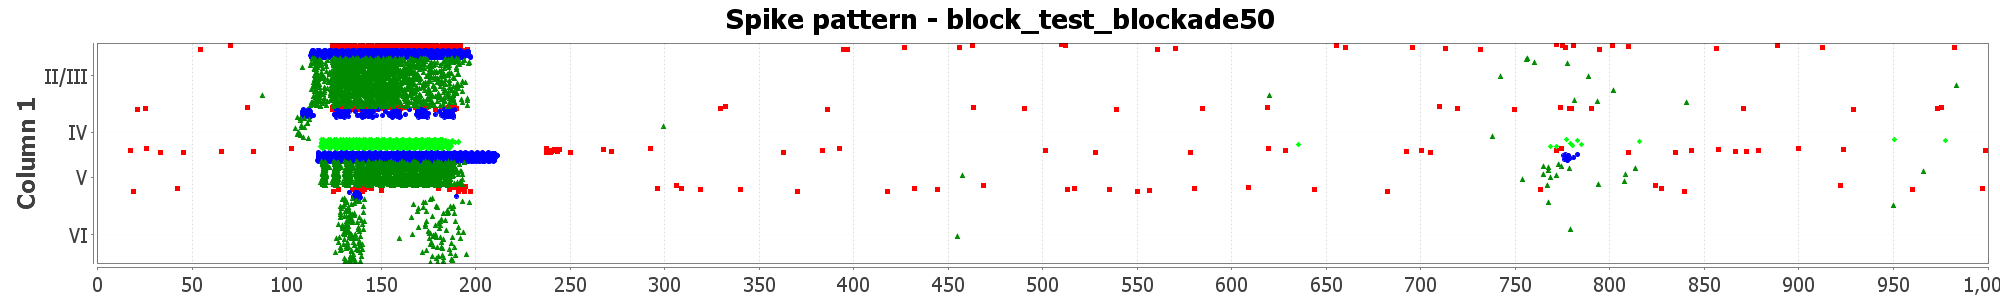 Spike pattern - block_test_blockade50
Column 1
II/III
IV
V
VI
0 50 100 150 200 250 300 350 400 450 500 550 600 650 700 750 800 850 900 950 1,00